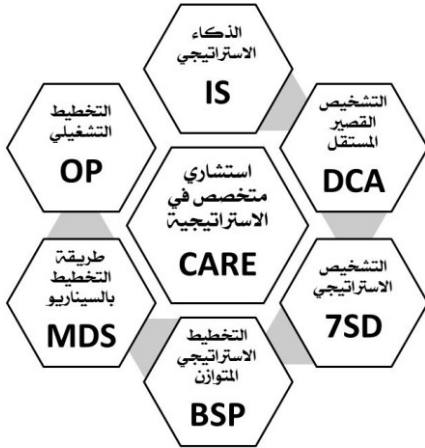 الذكاء
الاستراتيجي
IS
التشخيص
القصير
المستقل
DCA
التشخيص
الاستراتيجي
7SD
التخطيط
الاستراتيجي
المتوازن
BSP
طريقة
التخطيط
بالسيناريو
MDS
التخطيط
التشغيلي
OP
استشاري
متخصص في
الاستراتيجية
CARE